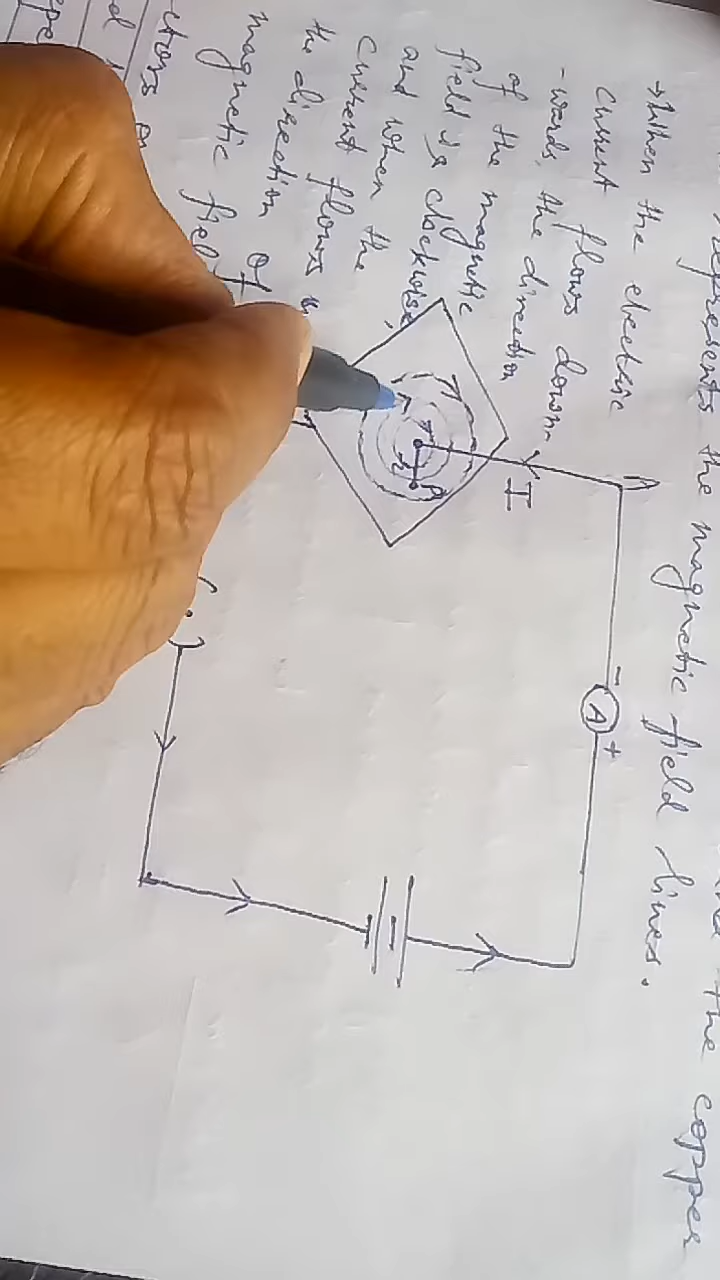 represents the magnetic field lines.
the copper
→ When the electric
current flows down-
-wards, the direction
of the magnetic
field is clockwise
and when the
current flows
the direction of
magnetic field
A
I
P
- A +
( . )